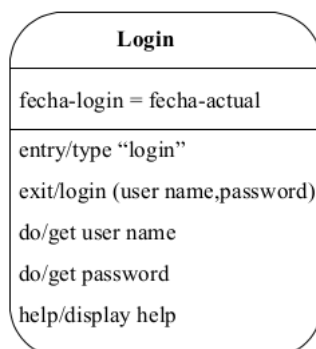 Login
fecha-login = fecha-actual
entry/type “login”
exit/login (user name,password)
do/get user name
do/get password
help/display help